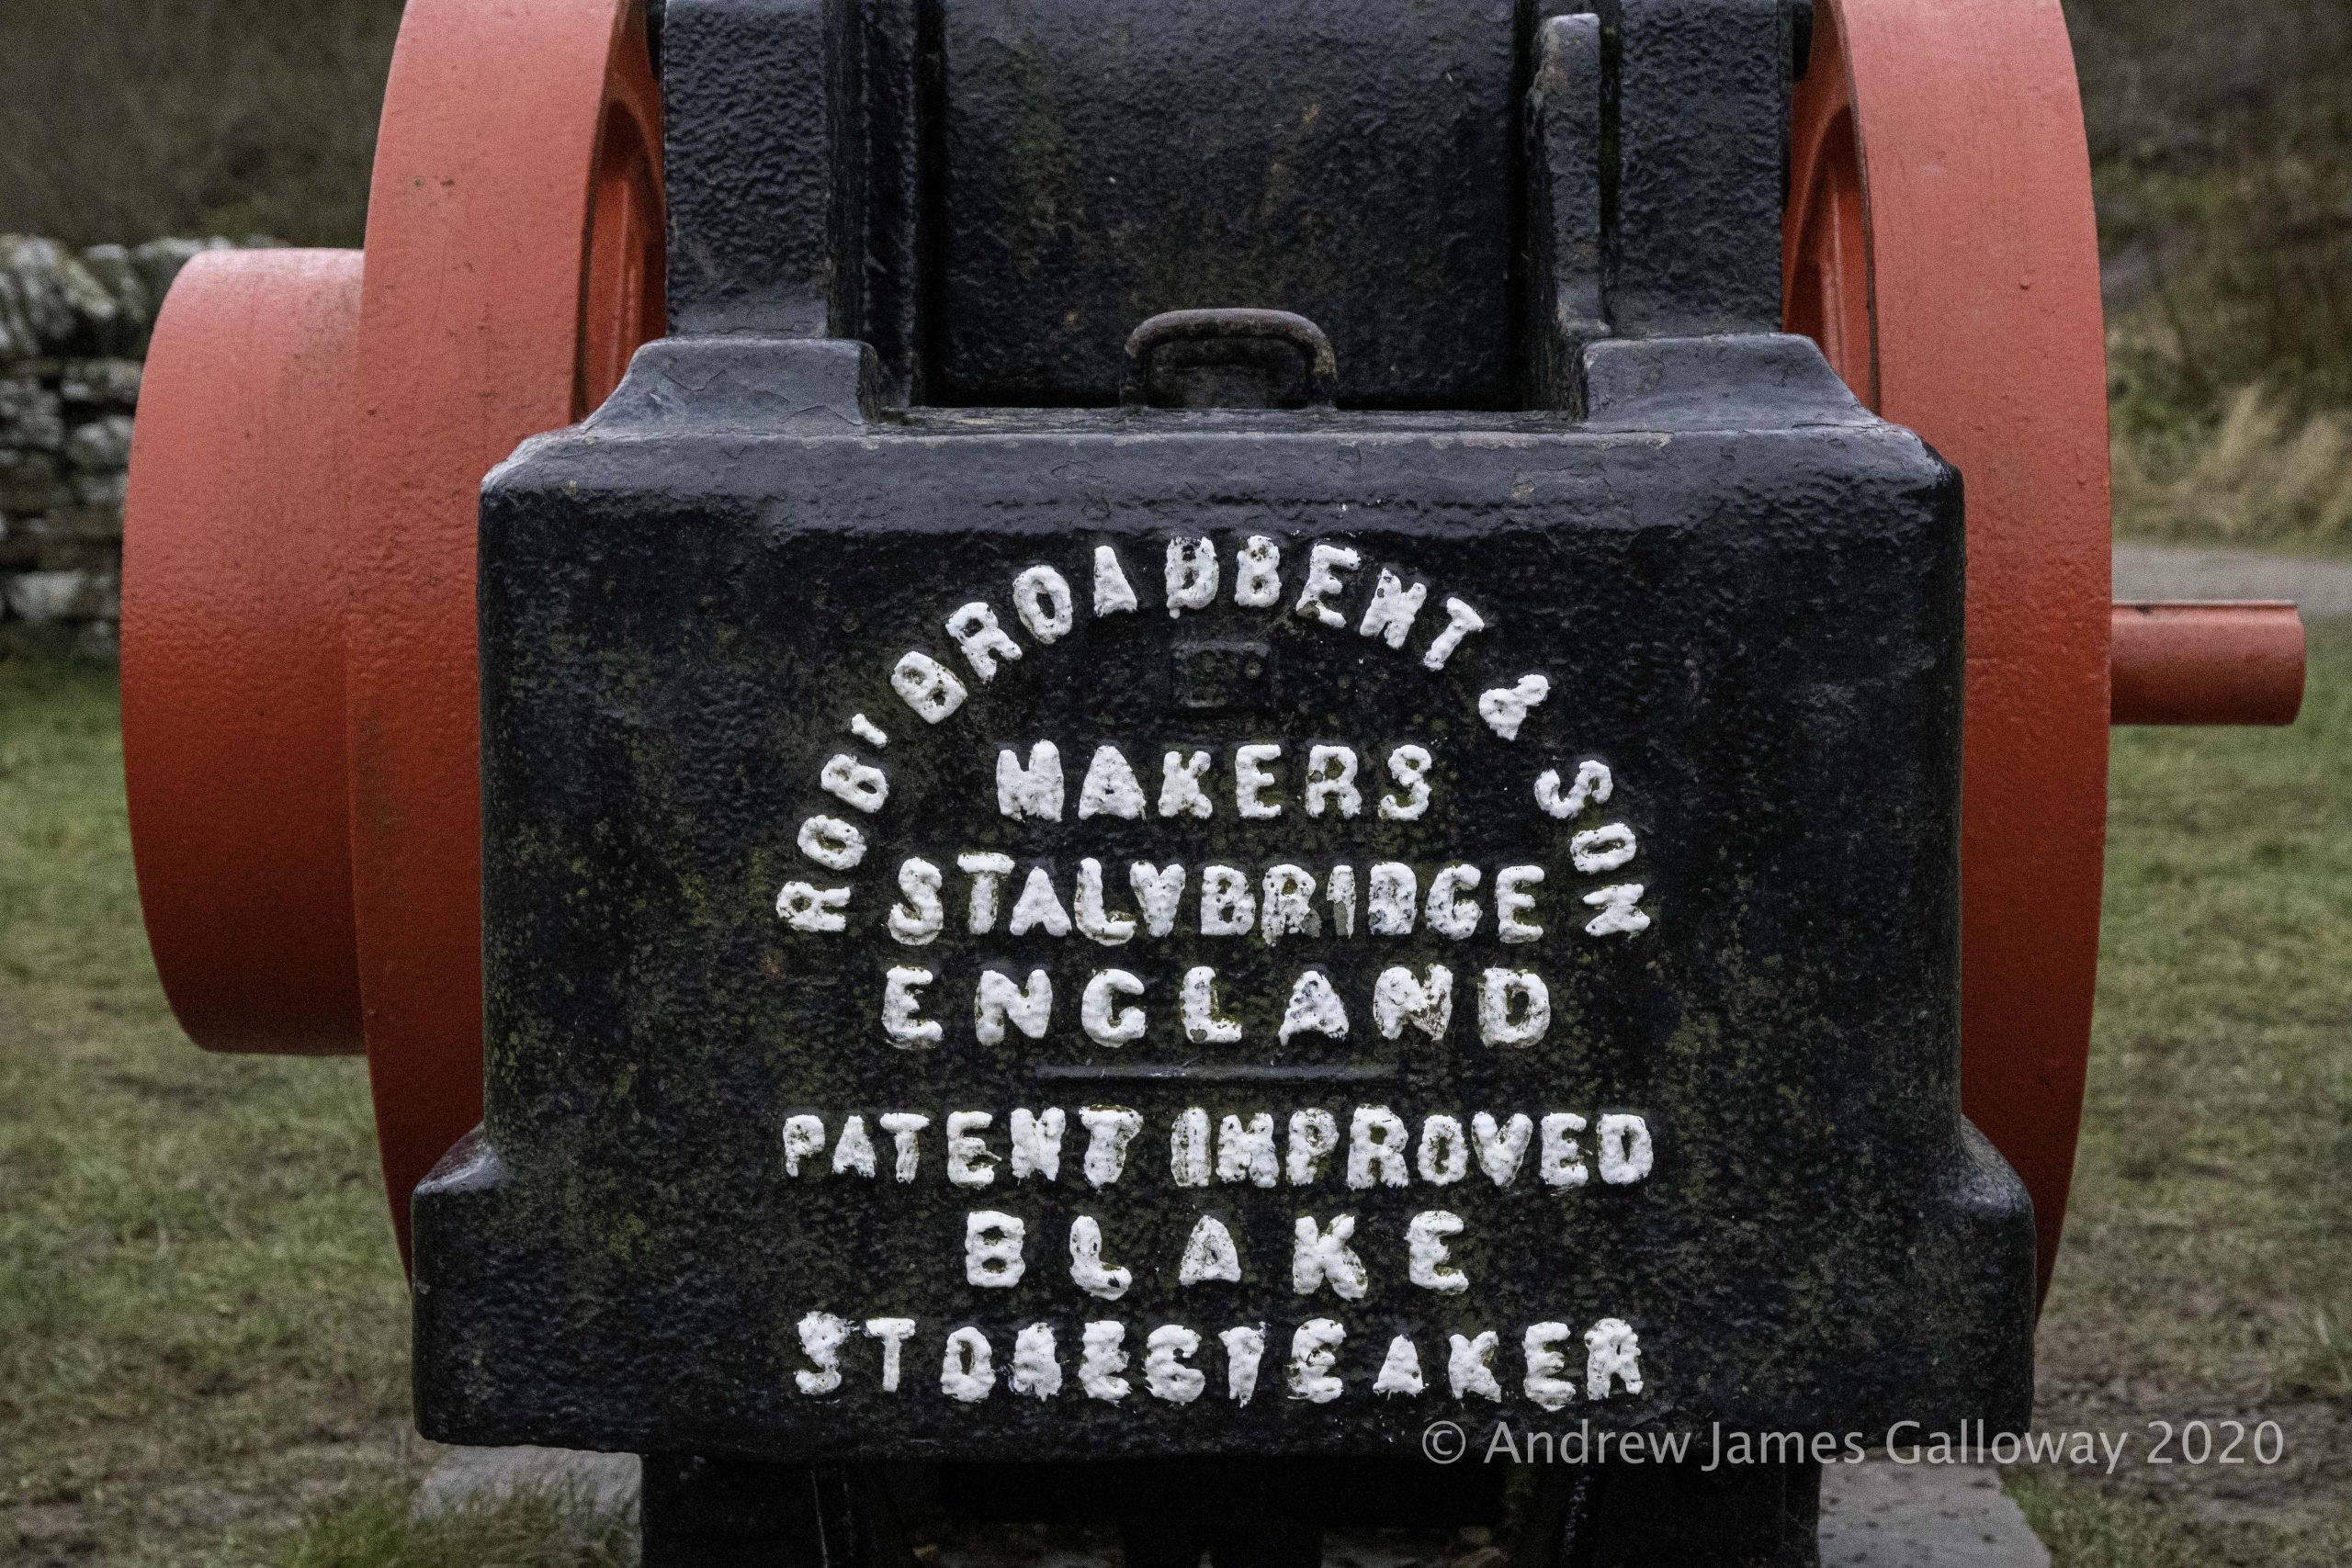 ROBᵀ BROADBENT & SON
MAKERS
STALYBRIDGE
ENGLAND
PATENT IMPROVED
BLAKE
STONEBREAKER
© Andrew James Galloway 2020